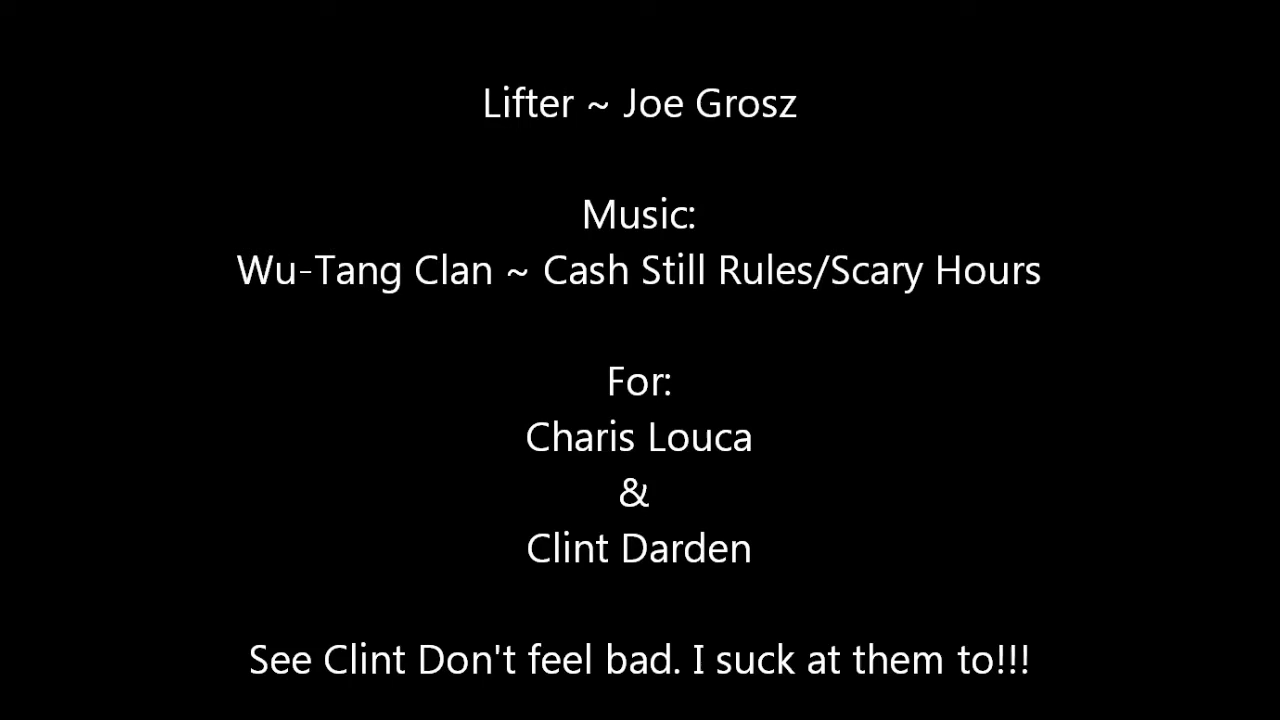 Lifter ~ Joe Grosz
Music:
Wu-Tang Clan ~ Cash Still Rules/Scary Hours
For:
Charis Louca
&
Clint Darden
See Clint Don't feel bad. I suck at them to!!!